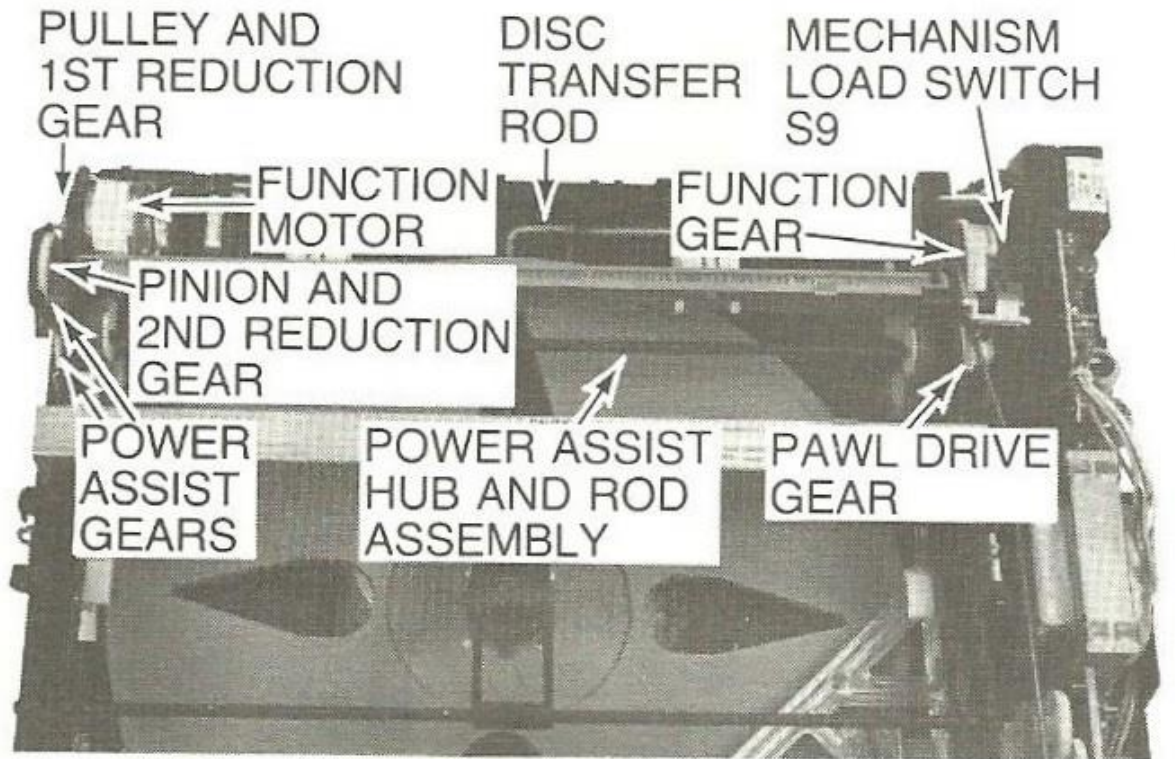 PULLEY AND
1ST REDUCTION
GEAR
DISC
TRANSFER
ROD
MECHANISM
LOAD SWITCH
S9
FUNCTION
MOTOR
FUNCTION
GEAR
PINION AND
2ND REDUCTION
GEAR
POWER
ASSIST
GEARS
POWER ASSIST
HUB AND ROD
ASSEMBLY
PAWL DRIVE
GEAR